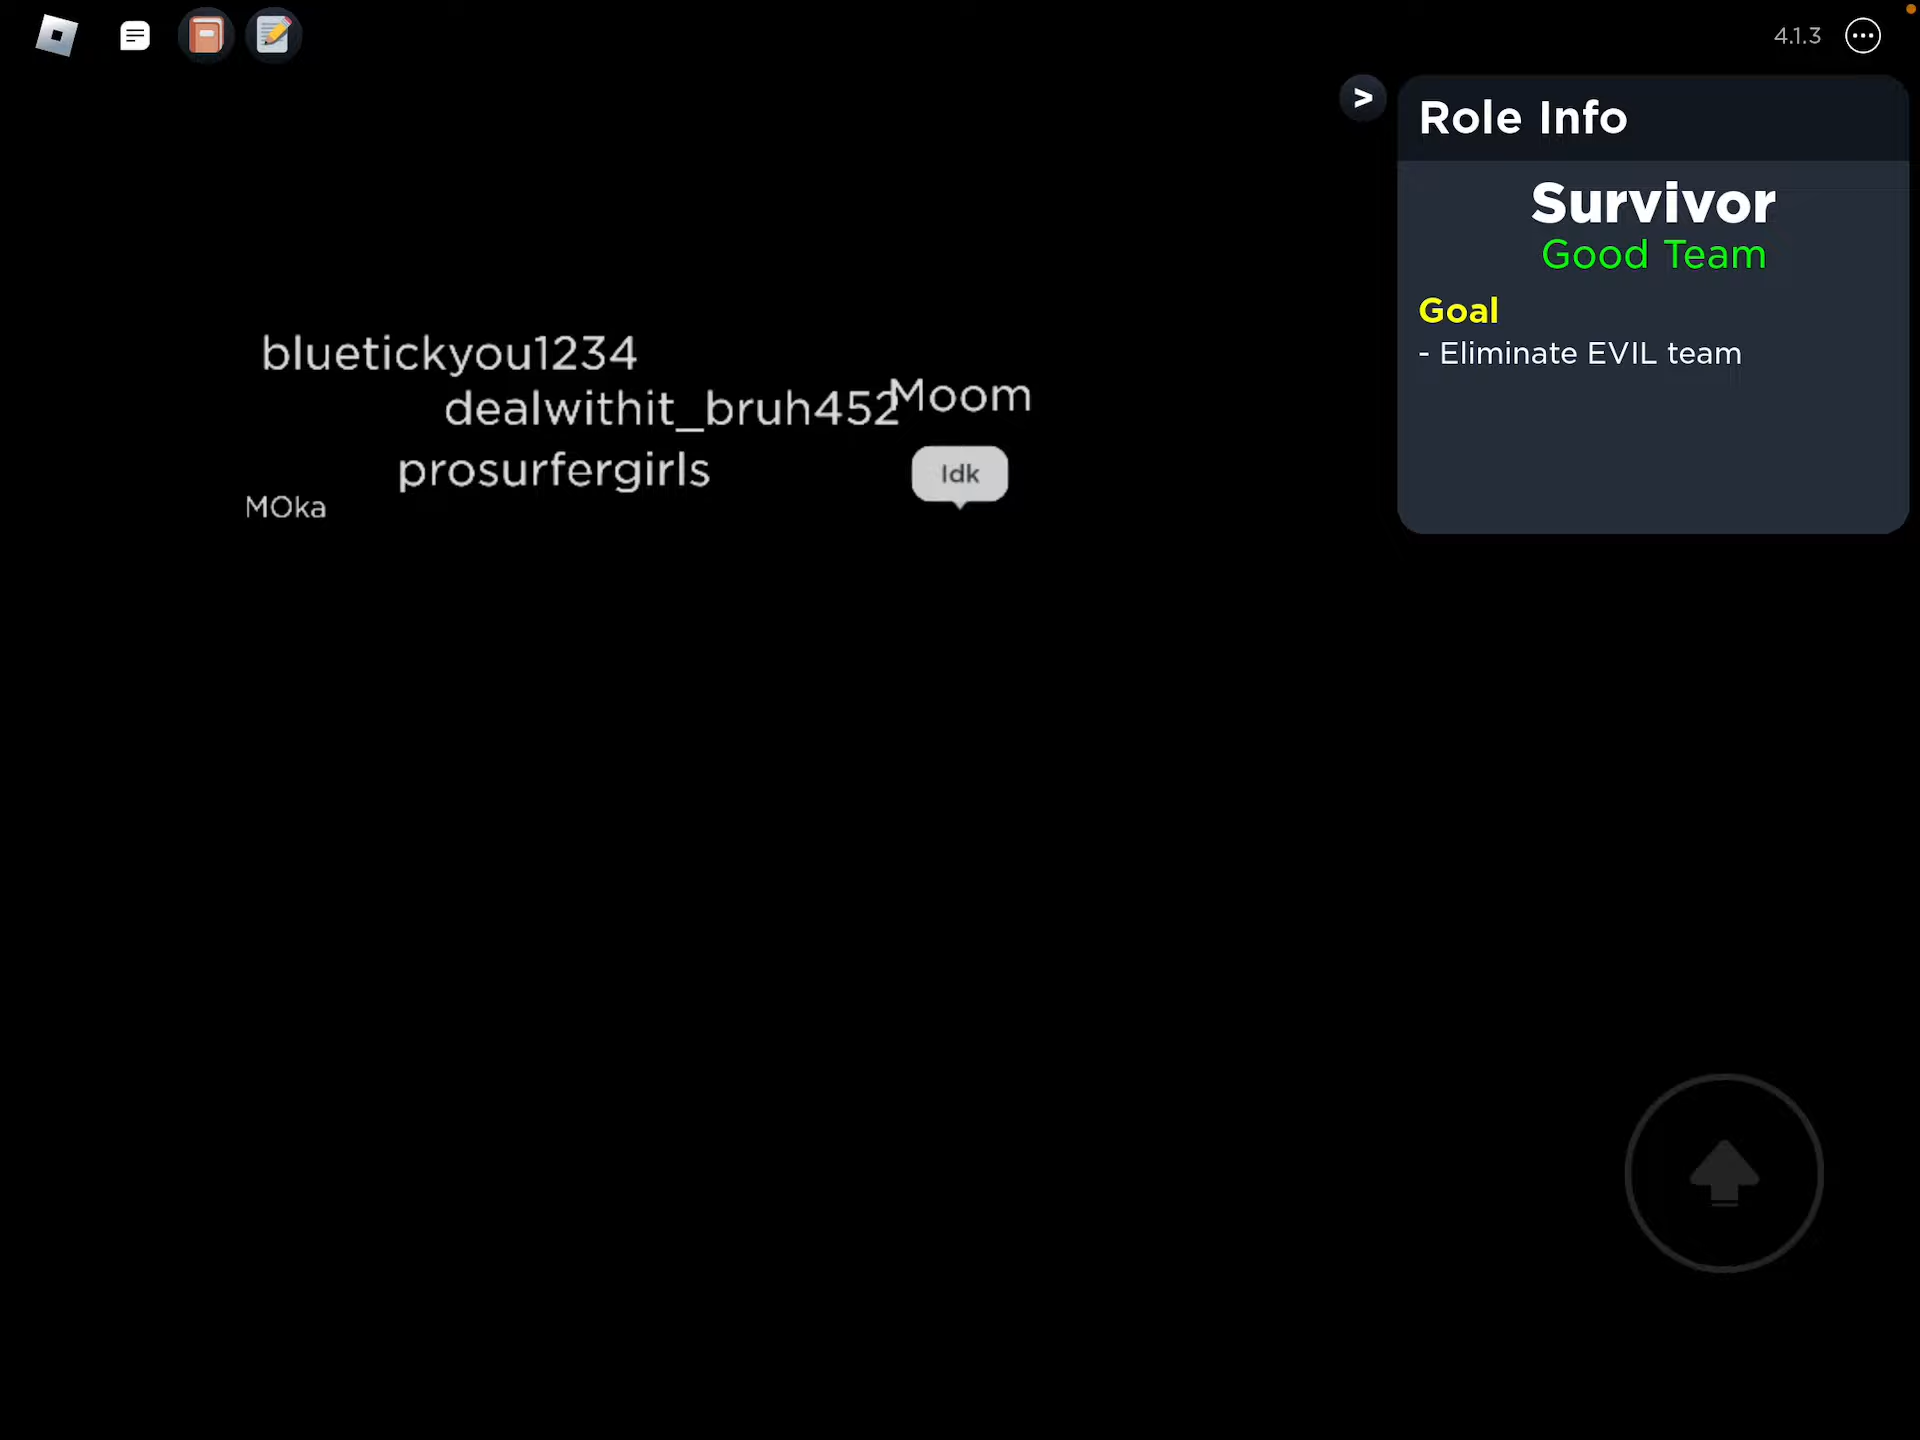 4.1.3
>
Role Info
Survivor
Good Team
Goal
- Eliminate EVIL team
bluetickyou1234
dealwithit_bruh452
Moom
prosurfergirls
Idk
MOka